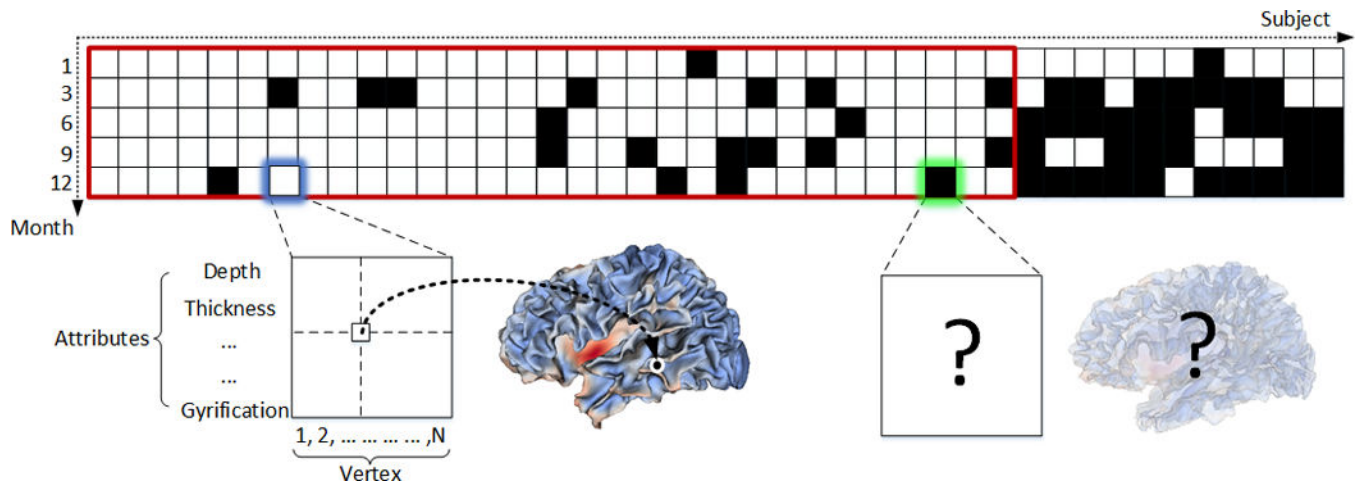 Subject
1
3
6
9
12
Month
Depth
Thickness
Attributes
...
...
Gyrification
1, 2, ... ... ... ... ,N
Vertex
?
?